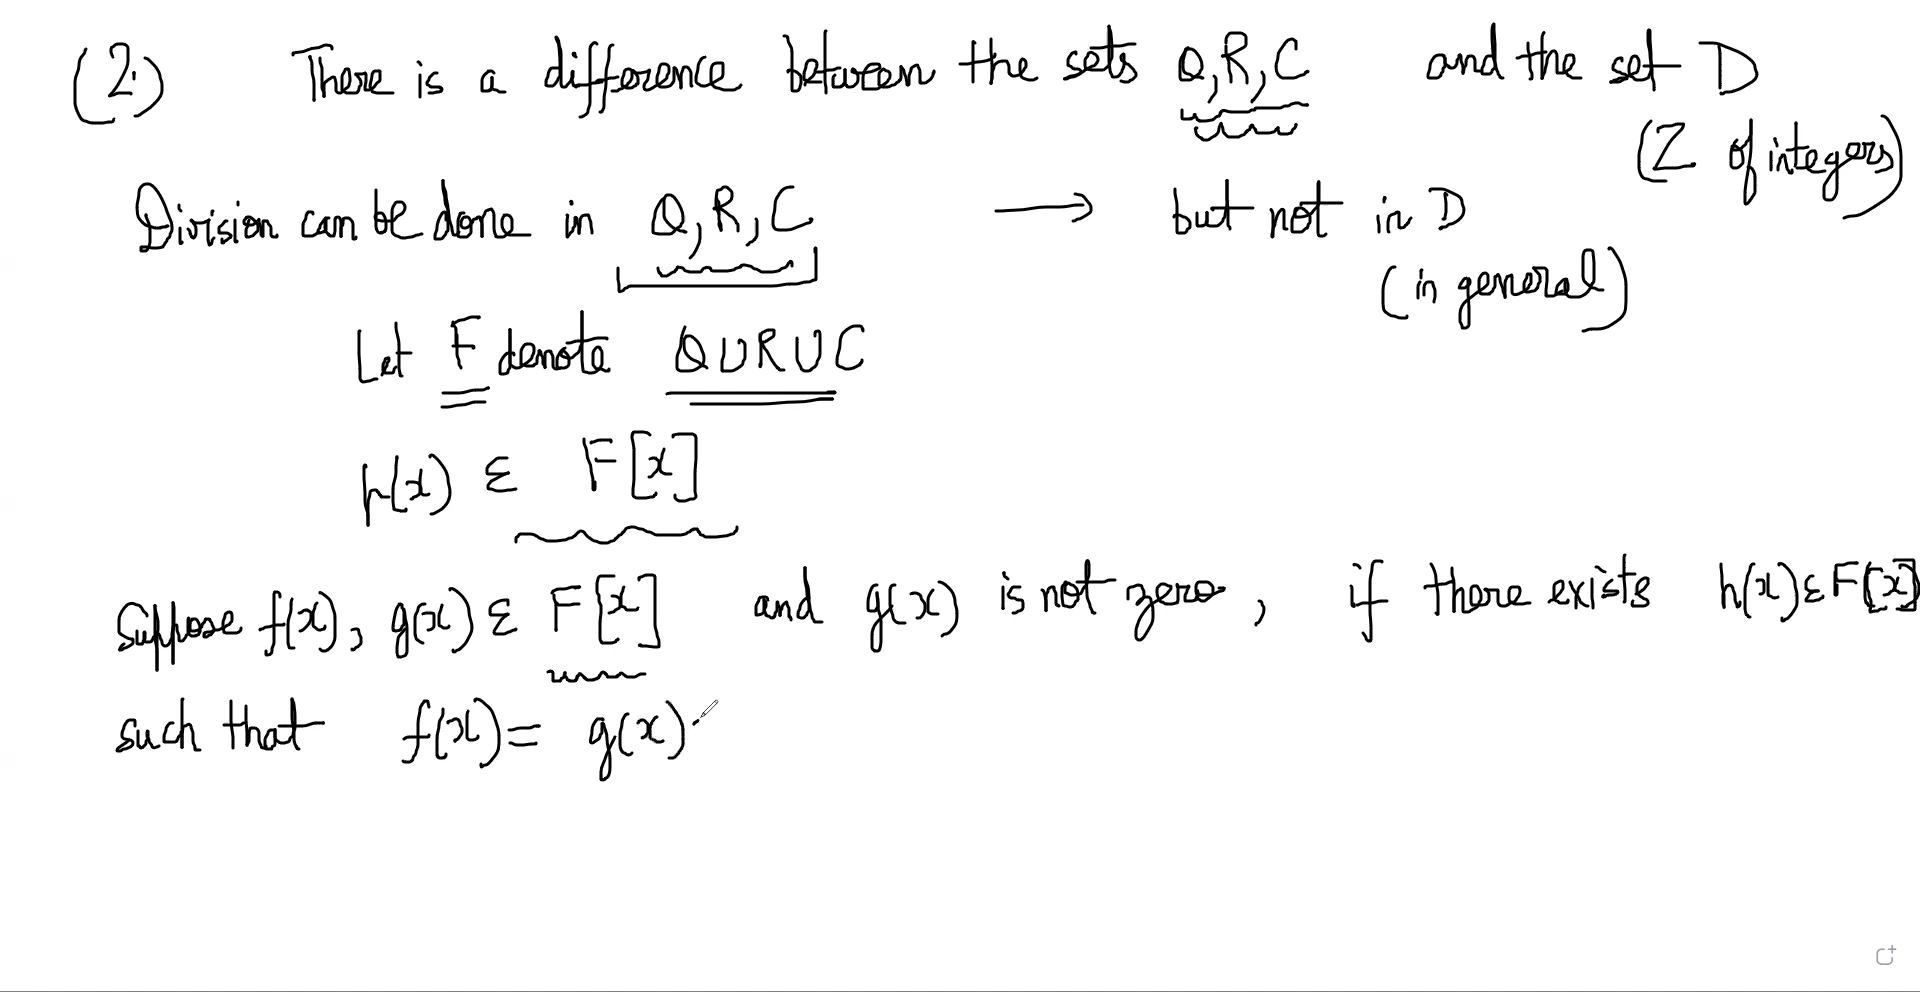 (2) There is a difference between the sets Q, R, C and the set D
(Z of integers)
Division can be done in Q, R, C → but not in D
(in general)
Let F denote Q U R U C
h(x) ε F[x]
Suppose f(x), g(x) ε F[x] and g(x) is not zero, if there exists h(x) ε F[x]
such that f(x) = g(x) ·